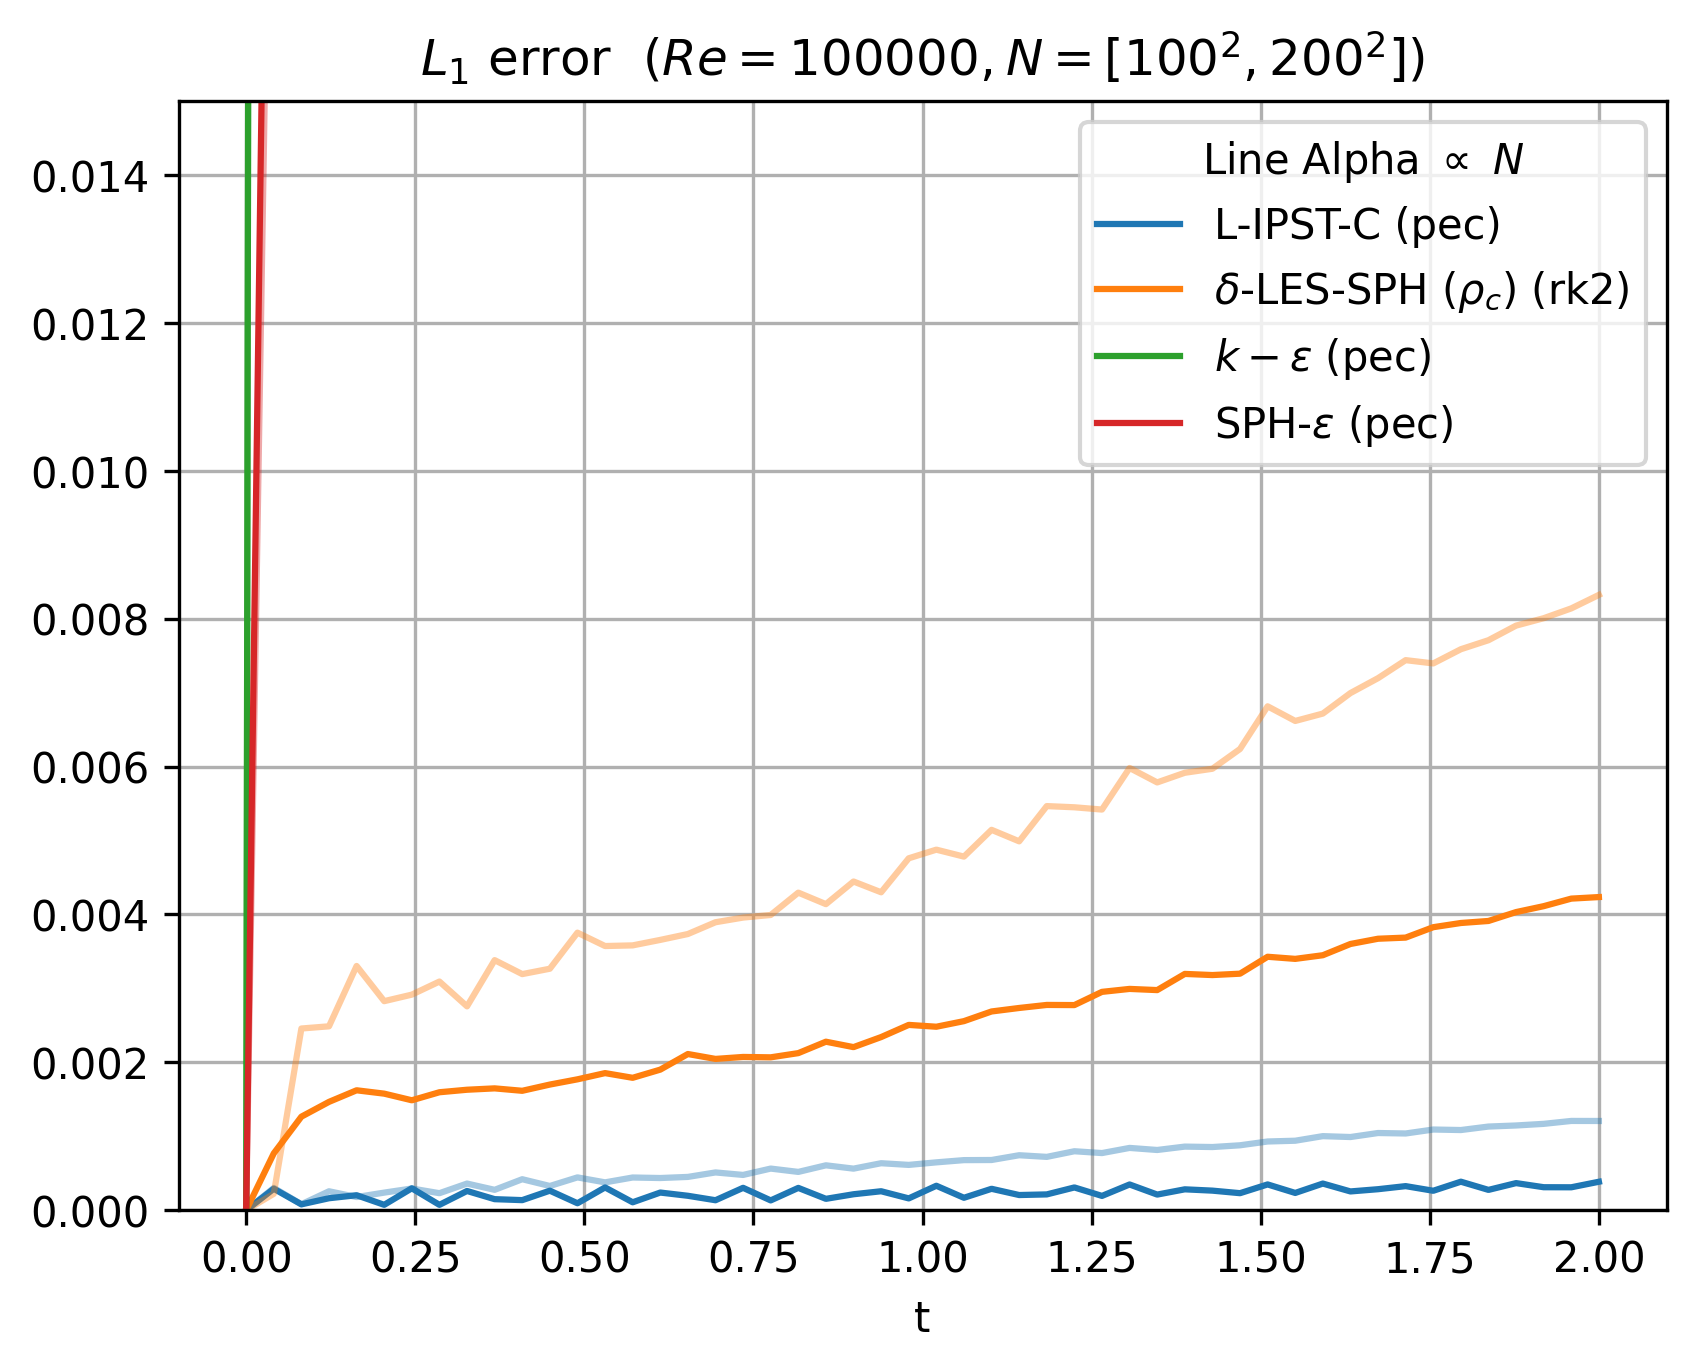 L₁ error (Re = 100000, N = [100², 200²])
0.014
0.012
0.010
0.008
0.006
0.004
0.002
0.000
Line Alpha ∝ N
L-IPST-C (pec)
δ-LES-SPH (ρ_c) (rk2)
k − ε (pec)
SPH-ε (pec)
0.00 0.25 0.50 0.75 1.00 1.25 1.50 1.75 2.00
t